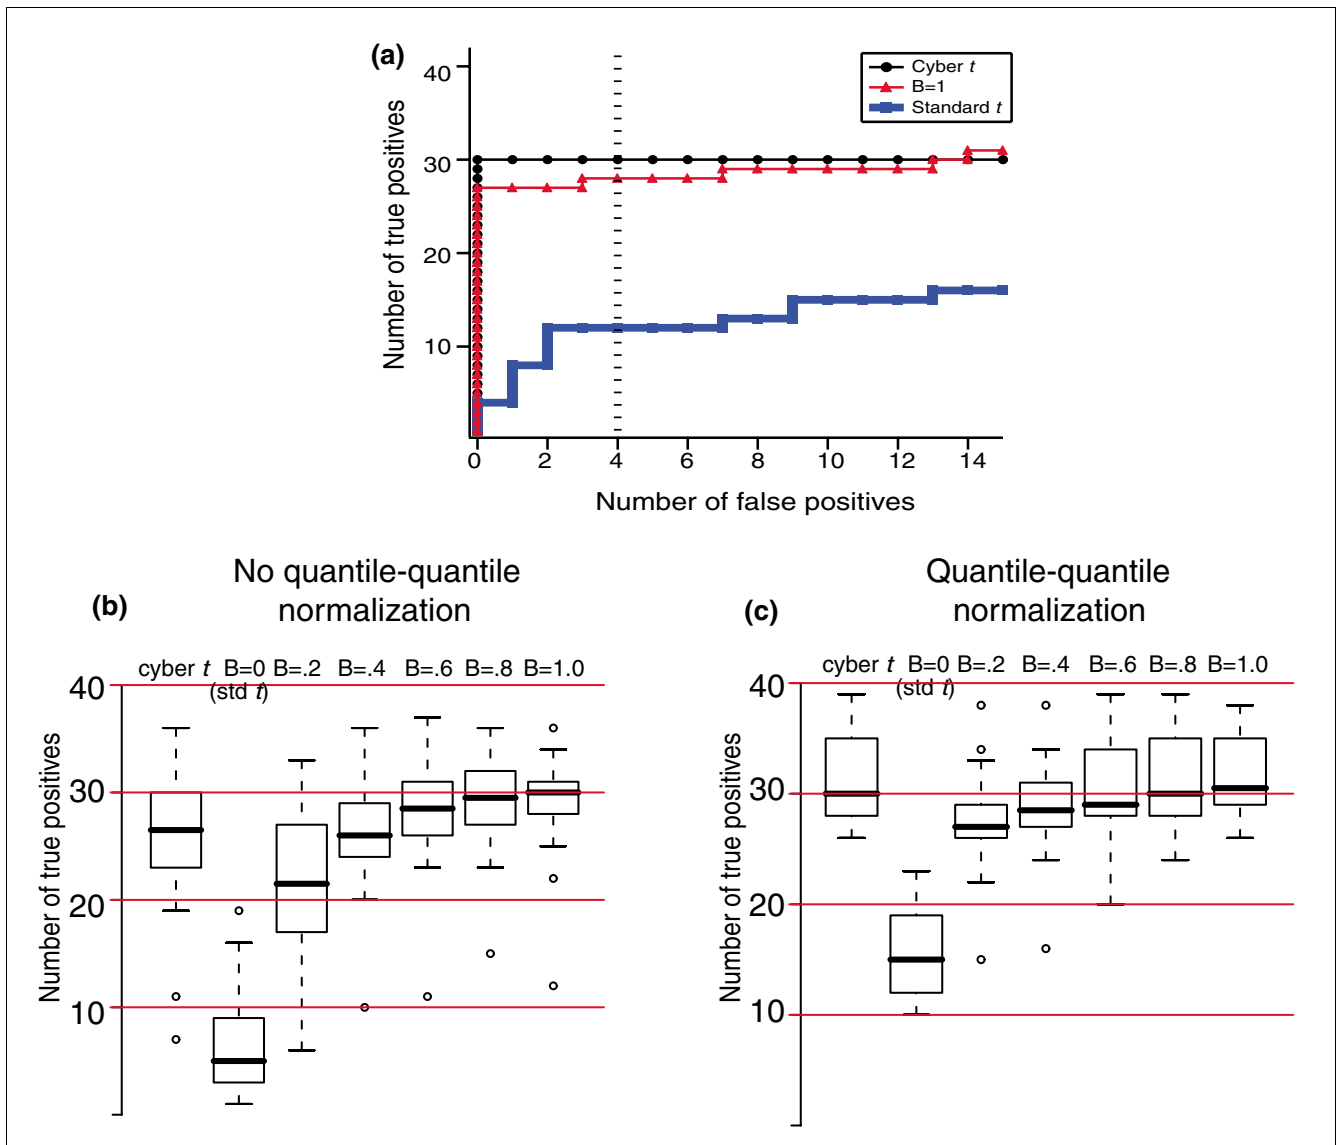 (a)
40
30
20
10
Number of true positives
Cyber t
B=1
Standard t
0 2 4 6 8 10 12 14
Number of false positives
No quantile-quantile
normalization
(b)
cyber t B=0 B=.2 B=.4 B=.6 B=.8 B=1.0
(std t)
40
30
20
10
Number of true positives
Quantile-quantile
normalization
(c)
cyber t B=0 B=.2 B=.4 B=.6 B=.8 B=1.0
(std t)
40
30
20
10
Number of true positives